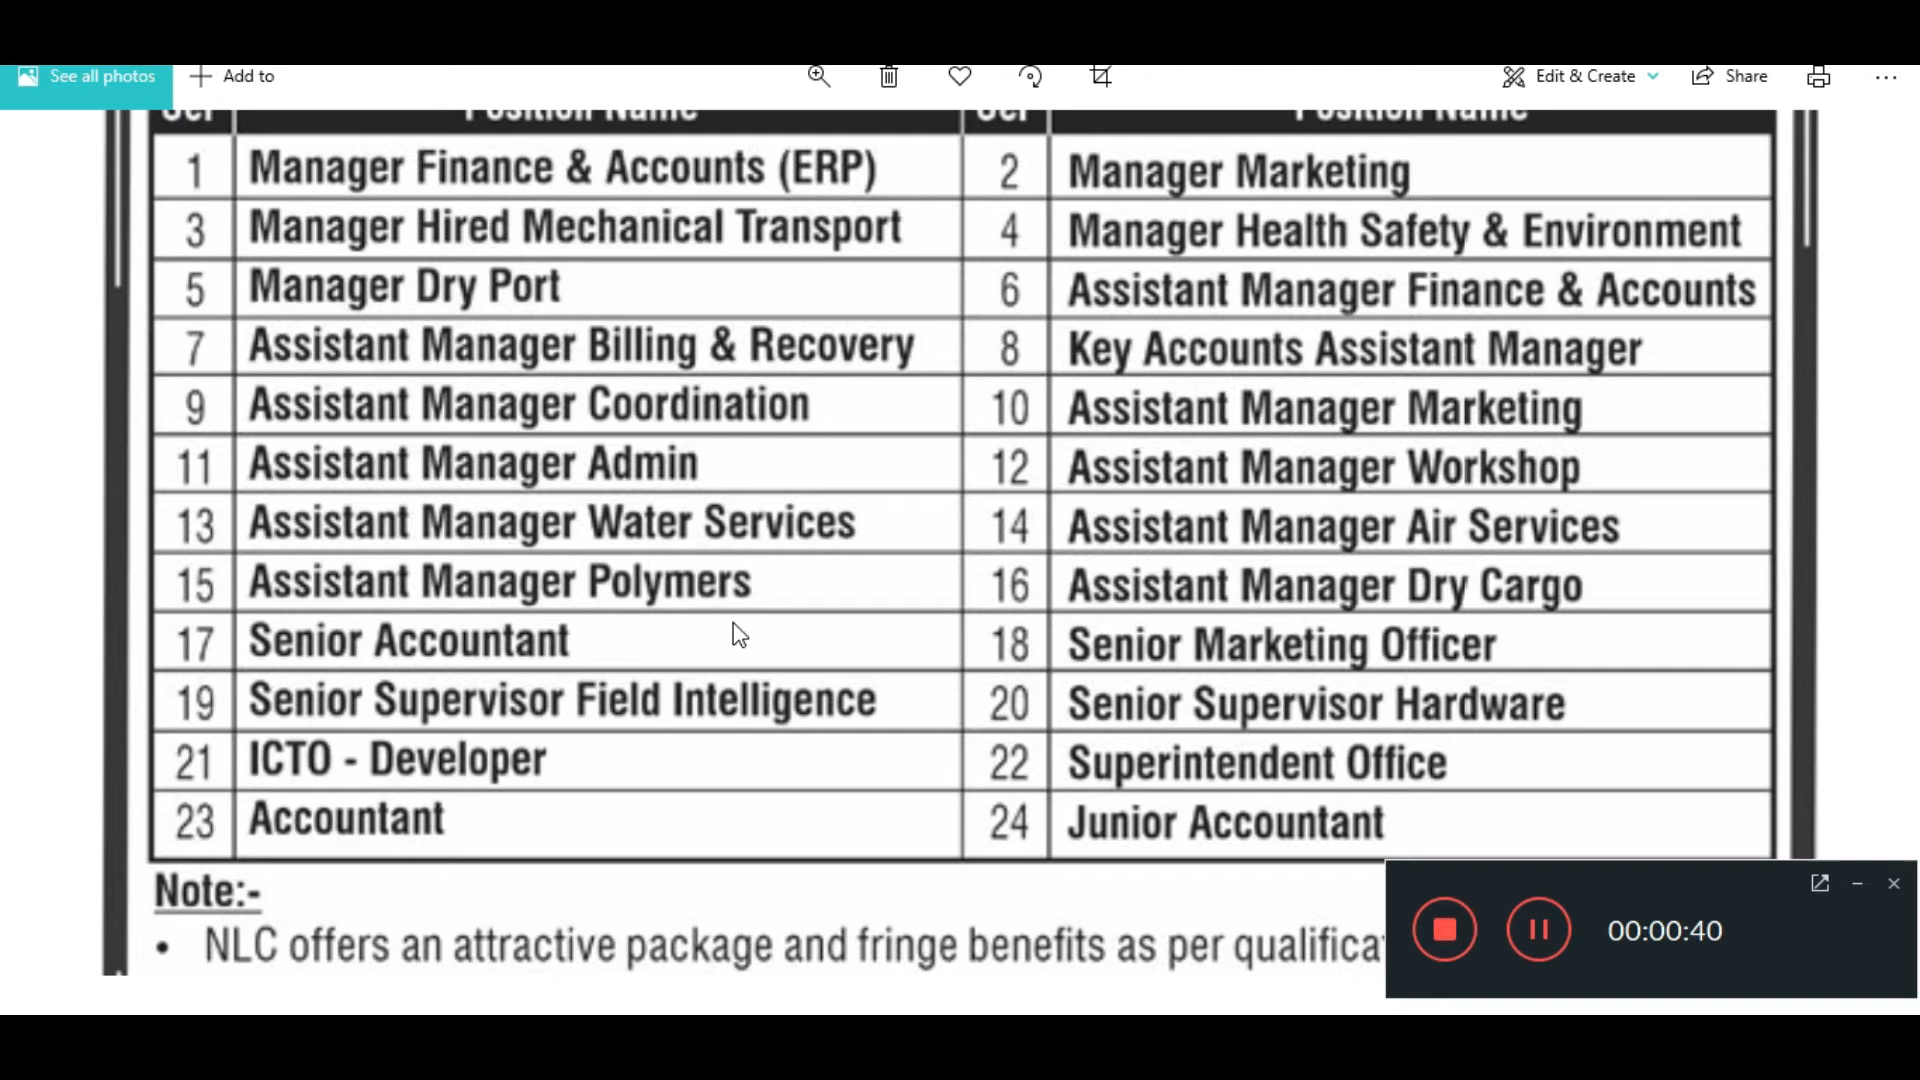 See all photos Add to Edit & Create Share
Ser Position Name Ser Position Name
1 Manager Finance & Accounts (ERP) 2 Manager Marketing
3 Manager Hired Mechanical Transport 4 Manager Health Safety & Environment
5 Manager Dry Port 6 Assistant Manager Finance & Accounts
7 Assistant Manager Billing & Recovery 8 Key Accounts Assistant Manager
9 Assistant Manager Coordination 10 Assistant Manager Marketing
11 Assistant Manager Admin 12 Assistant Manager Workshop
13 Assistant Manager Water Services 14 Assistant Manager Air Services
15 Assistant Manager Polymers 16 Assistant Manager Dry Cargo
17 Senior Accountant 18 Senior Marketing Officer
19 Senior Supervisor Field Intelligence 20 Senior Supervisor Hardware
21 ICTO - Developer 22 Superintendent Office
23 Accountant 24 Junior Accountant
Note:-
• NLC offers an attractive package and fringe benefits as per
00:00:40